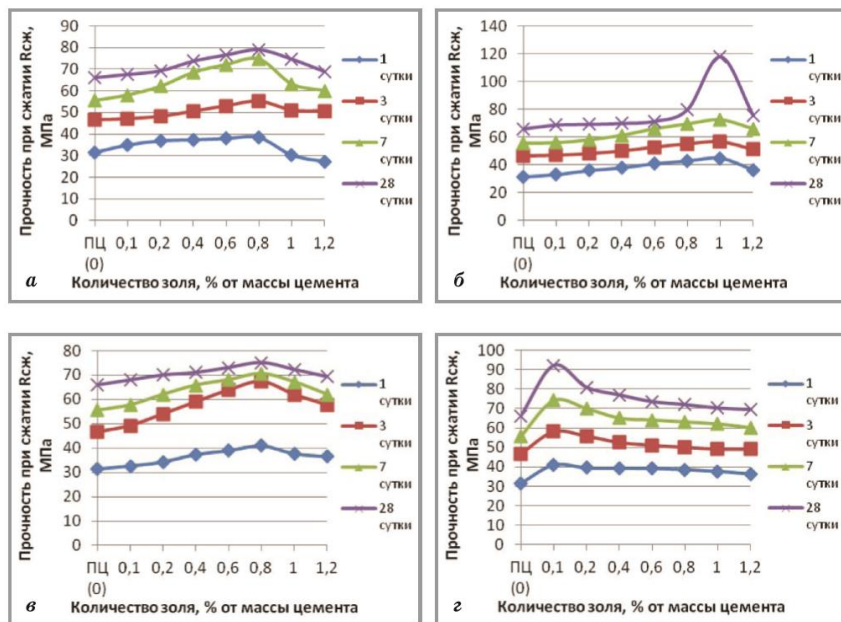 Прочность при сжатии Rсж,
МПа
90
80
70
60
50
40
30
20
10
0
ПЦ 0,1 0,2 0,4 0,6 0,8 1 1,2
(0)
Количество золя, % от массы цемента
1
сутки
3
сутки
7
сутки
28
сутки
а
Прочность при сжатии Rсж,
МПа
140
120
100
80
60
40
20
0
ПЦ 0,1 0,2 0,4 0,6 0,8 1 1,2
(0)
Количество золя, % от массы цемента
1
сутки
3
сутки
7
сутки
28
сутки
б
Прочность при сжатии Rсж,
МПа
80
70
60
50
40
30
20
10
0
ПЦ 0,1 0,2 0,4 0,6 0,8 1 1,2
(0)
Количество золя, % от массы цемента
1
сутки
3
сутки
7
сутки
28
сутки
в
Прочность при сжатии Rсж,
МПа
100
90
80
70
60
50
40
30
20
10
0
ПЦ 0,1 0,2 0,4 0,6 0,8 1 1,2
(0)
Количество золя, % от массы цемента
1
сутки
3
сутки
7
сутки
28
сутки
г